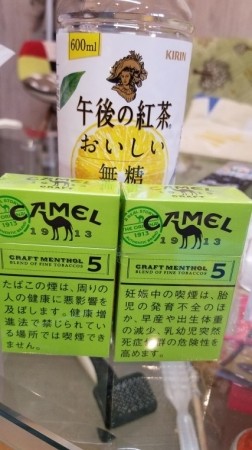 600ml
KIRIN
午後の紅茶
おいしい
無糖
CAMEL
1913
CRAFT MENTHOL 5
BLEND OF FINE TOBACCOS
たばこの煙は、周りの
人の健康に悪影響を
及ぼします。健康増
進法で禁じられてい
る場所では喫煙でき
ません。
CAMEL
1913
CRAFT MENTHOL 5
BLEND OF FINE TOBACCOS
妊娠中の喫煙は、胎
児の発育不全のほ
か、早産や出生体重
の減少、乳幼児突然
死症候群の危険性を
高めます。